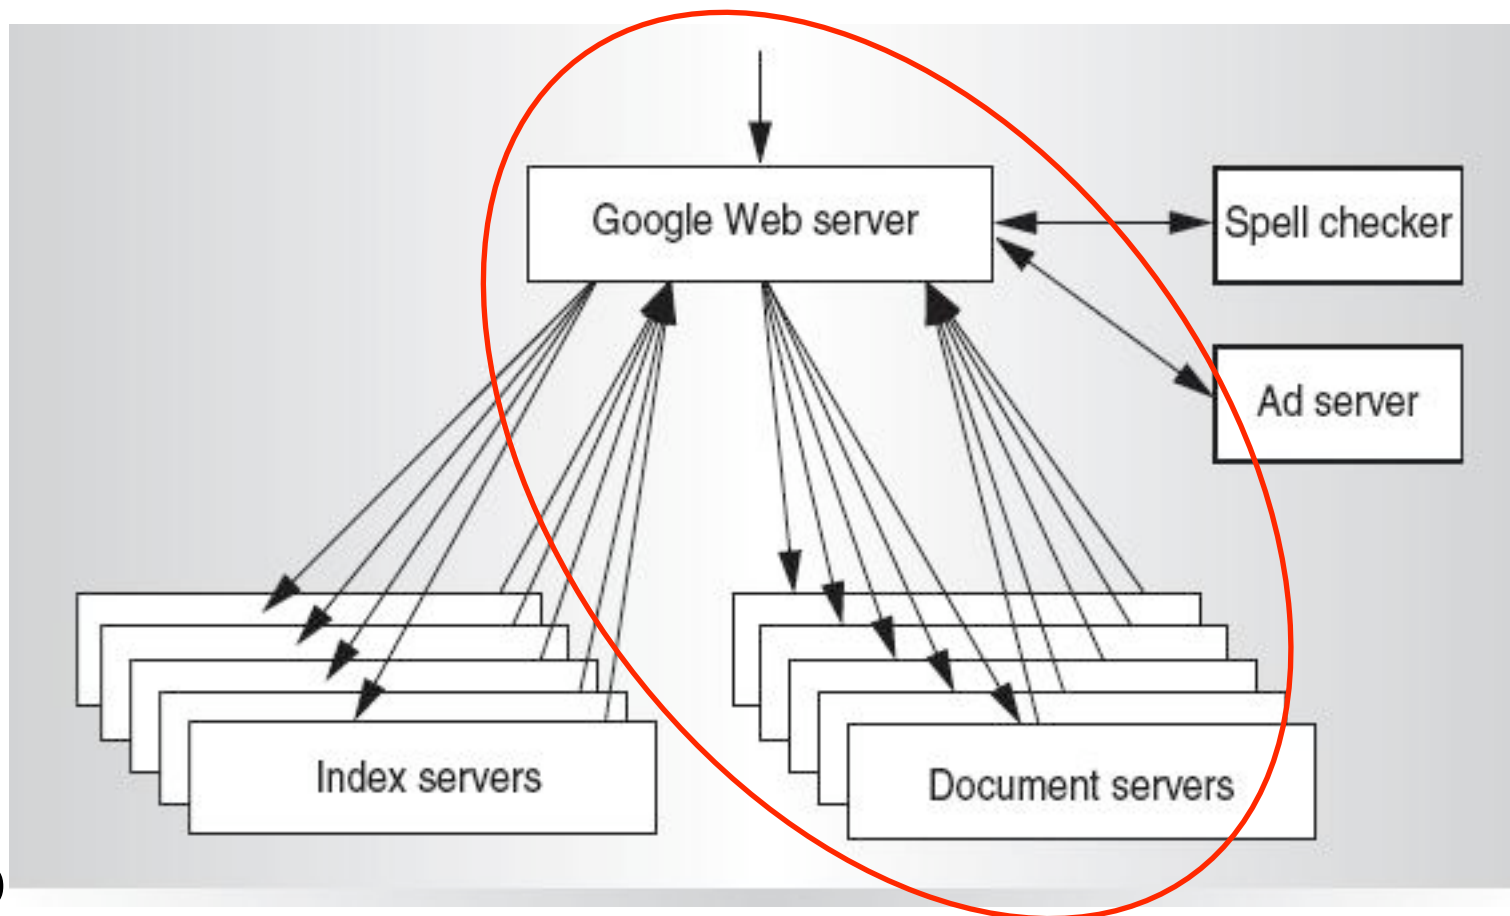 Google Web server
Spell checker
Ad server
Index servers
Document servers
)